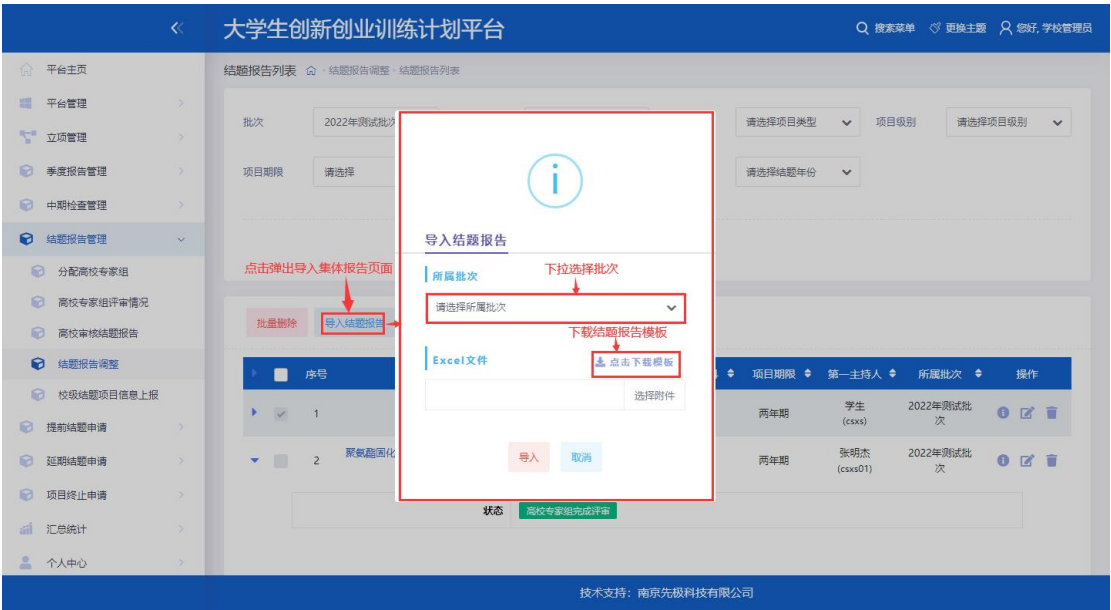 大学生创新创业训练计划平台
搜索菜单 更换主题 您好, 学校管理员
平台主页
平台管理
立项管理
季度报告管理
中期检查管理
结题报告管理
分配高校专家组
高校专家组评审情况
高校审核结题报告
结题报告调整
校级结题项目信息上报
提前结题申请
延期结题申请
项目终止申请
汇总统计
个人中心
结题报告列表 - 结题报告调整 - 结题报告列表
批次 2022年测试批次 请选择项目类型 项目级别 请选择项目级别
项目期限 请选择 请选择结题年份
点击弹出导入集体报告页面
批量删除 导入结题报告
导入结题报告
所属批次 下拉选择批次
请选择所属批次
下载结题报告模板
Excel文件 点击下载模板
选择附件
导入 取消
序号 项目期限 第一主持人 所属批次 操作
1 两年期 学生 (csxs) 2022年测试批次
2 聚氨酯固化 两年期 张明杰 (csxs01) 2022年测试批次
状态 高校专家组完成评审
技术支持：南京先极科技有限公司